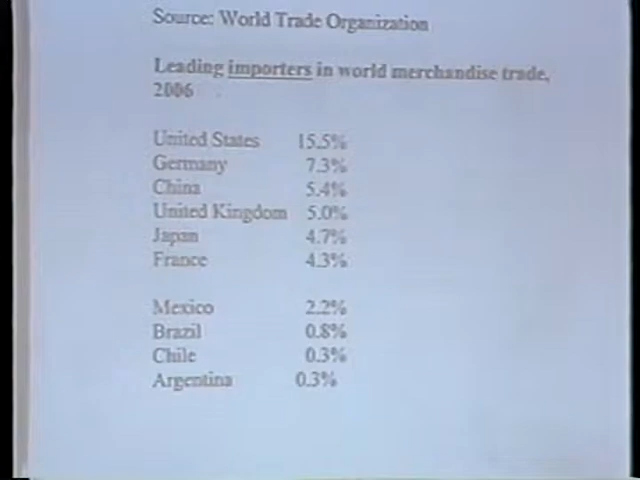 Source: World Trade Organization
Leading importers in world merchandise trade,
2006
United States 15.5%
Germany 7.3%
China 5.4%
United Kingdom 5.0%
Japan 4.7%
France 4.3%
Mexico 2.2%
Brazil 0.8%
Chile 0.3%
Argentina 0.3%